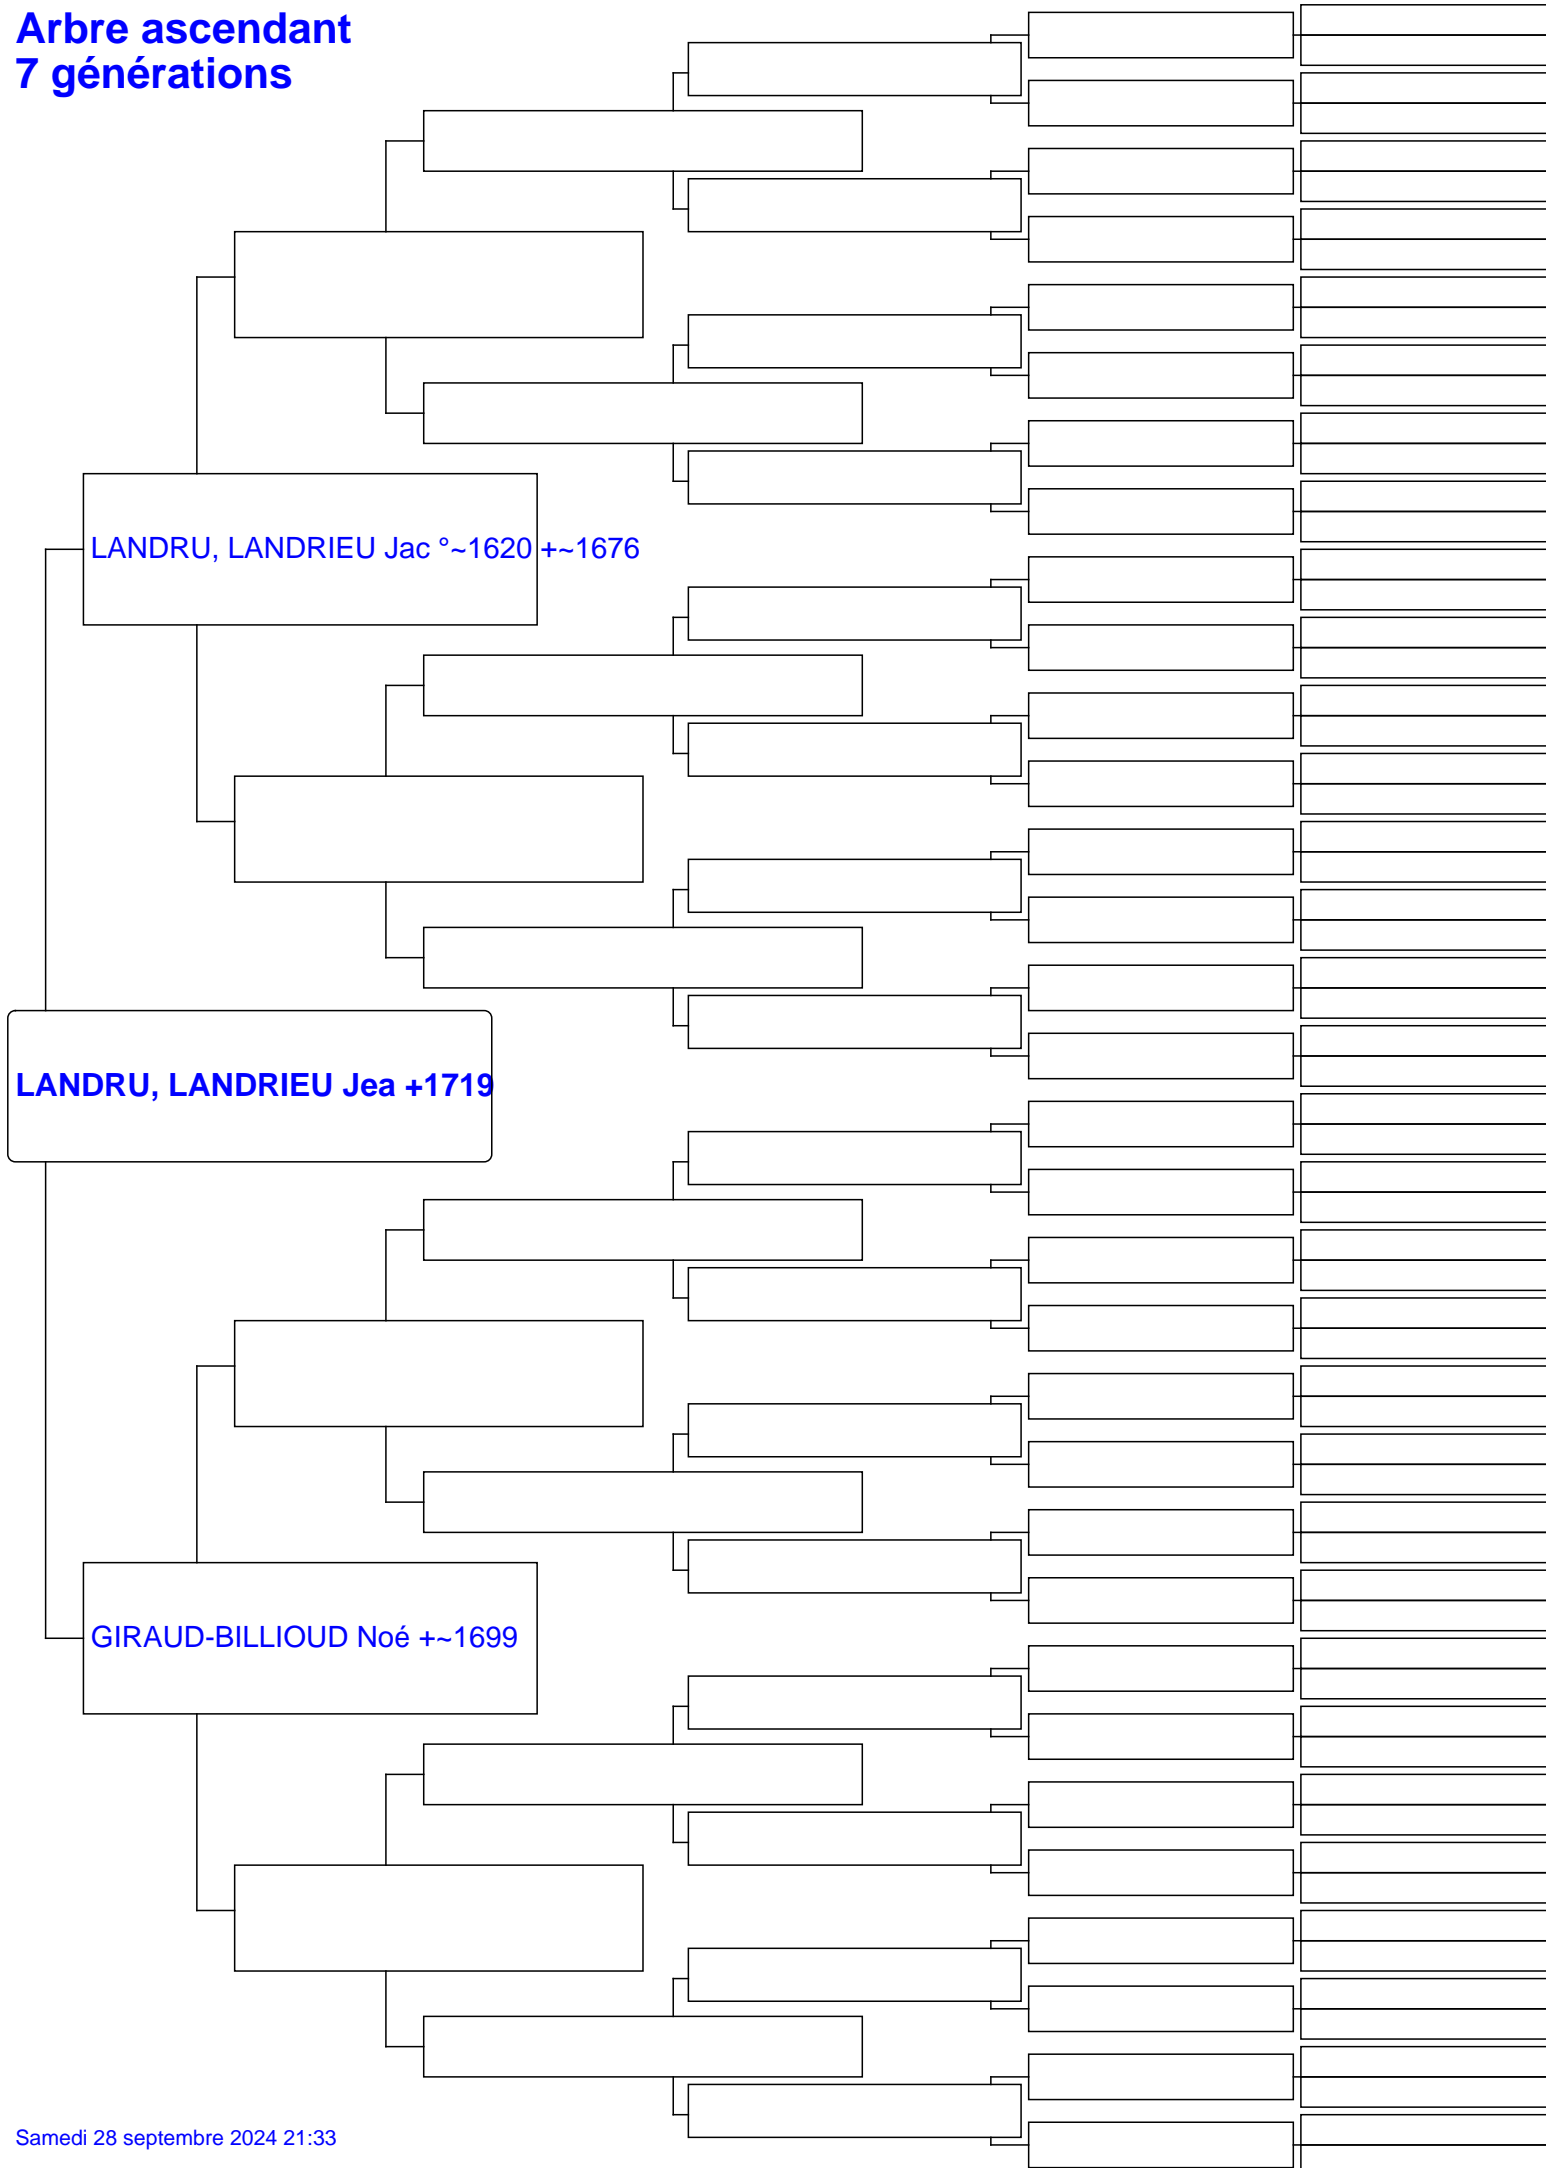 Arbre ascendant
7 générations
LANDRU, LANDRIEU Jac °~1620 +~1676
LANDRU, LANDRIEU Jea +1719
GIRAUD-BILLIOUD Noé +~1699
Samedi 28 septembre 2024 21:33